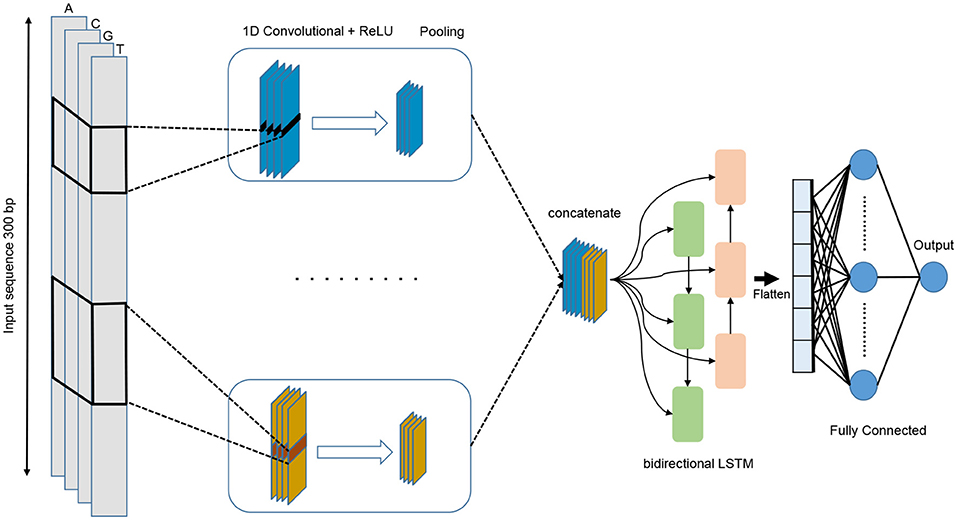 A
C
G
T
Input sequence 300 bp
1D Convolutional + ReLU
Pooling
concatenate
bidirectional LSTM
Flatten
Output
Fully Connected